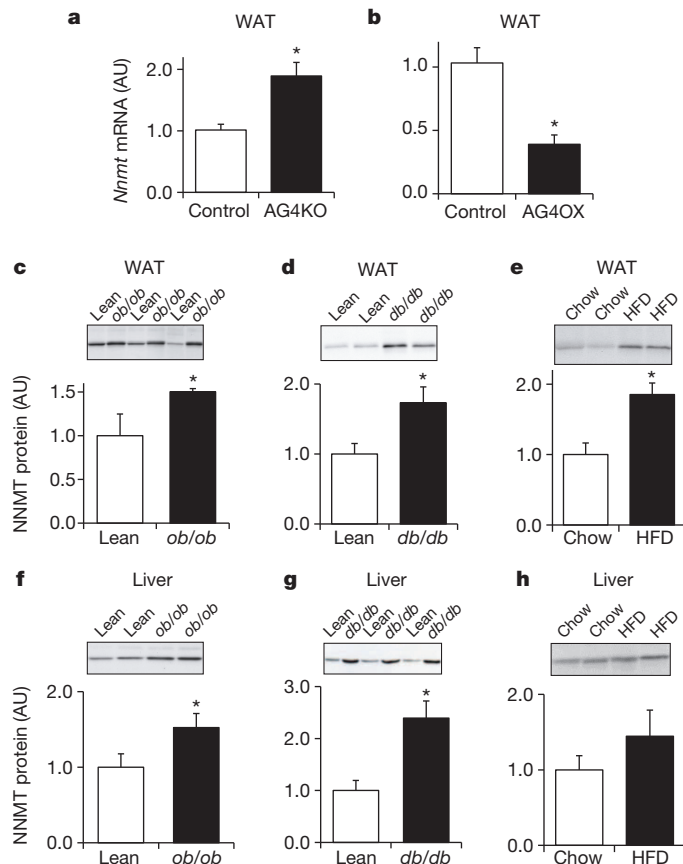 a WAT
Nnmt mRNA (AU)
2.0
1.0
0.0
*
Control AG4KO
b WAT
1.0
0.5
0.0
*
Control AG4OX
c WAT
Lean ob/ob Lean ob/ob Lean ob/ob
NNMT protein (AU)
1.5
1.0
0.5
0.0
*
Lean ob/ob
d WAT
Lean Lean db/db db/db
2.0
1.0
0.0
*
Lean db/db
e WAT
Chow Chow HFD HFD
2.0
1.0
0.0
*
Chow HFD
f Liver
Lean Lean ob/ob ob/ob
NNMT protein (AU)
2.0
1.0
0.0
*
Lean ob/ob
g Liver
Lean db/db Lean db/db Lean db/db
3.0
2.0
1.0
0.0
*
Lean db/db
h Liver
Chow Chow HFD HFD
2.0
1.0
0.0
Chow HFD